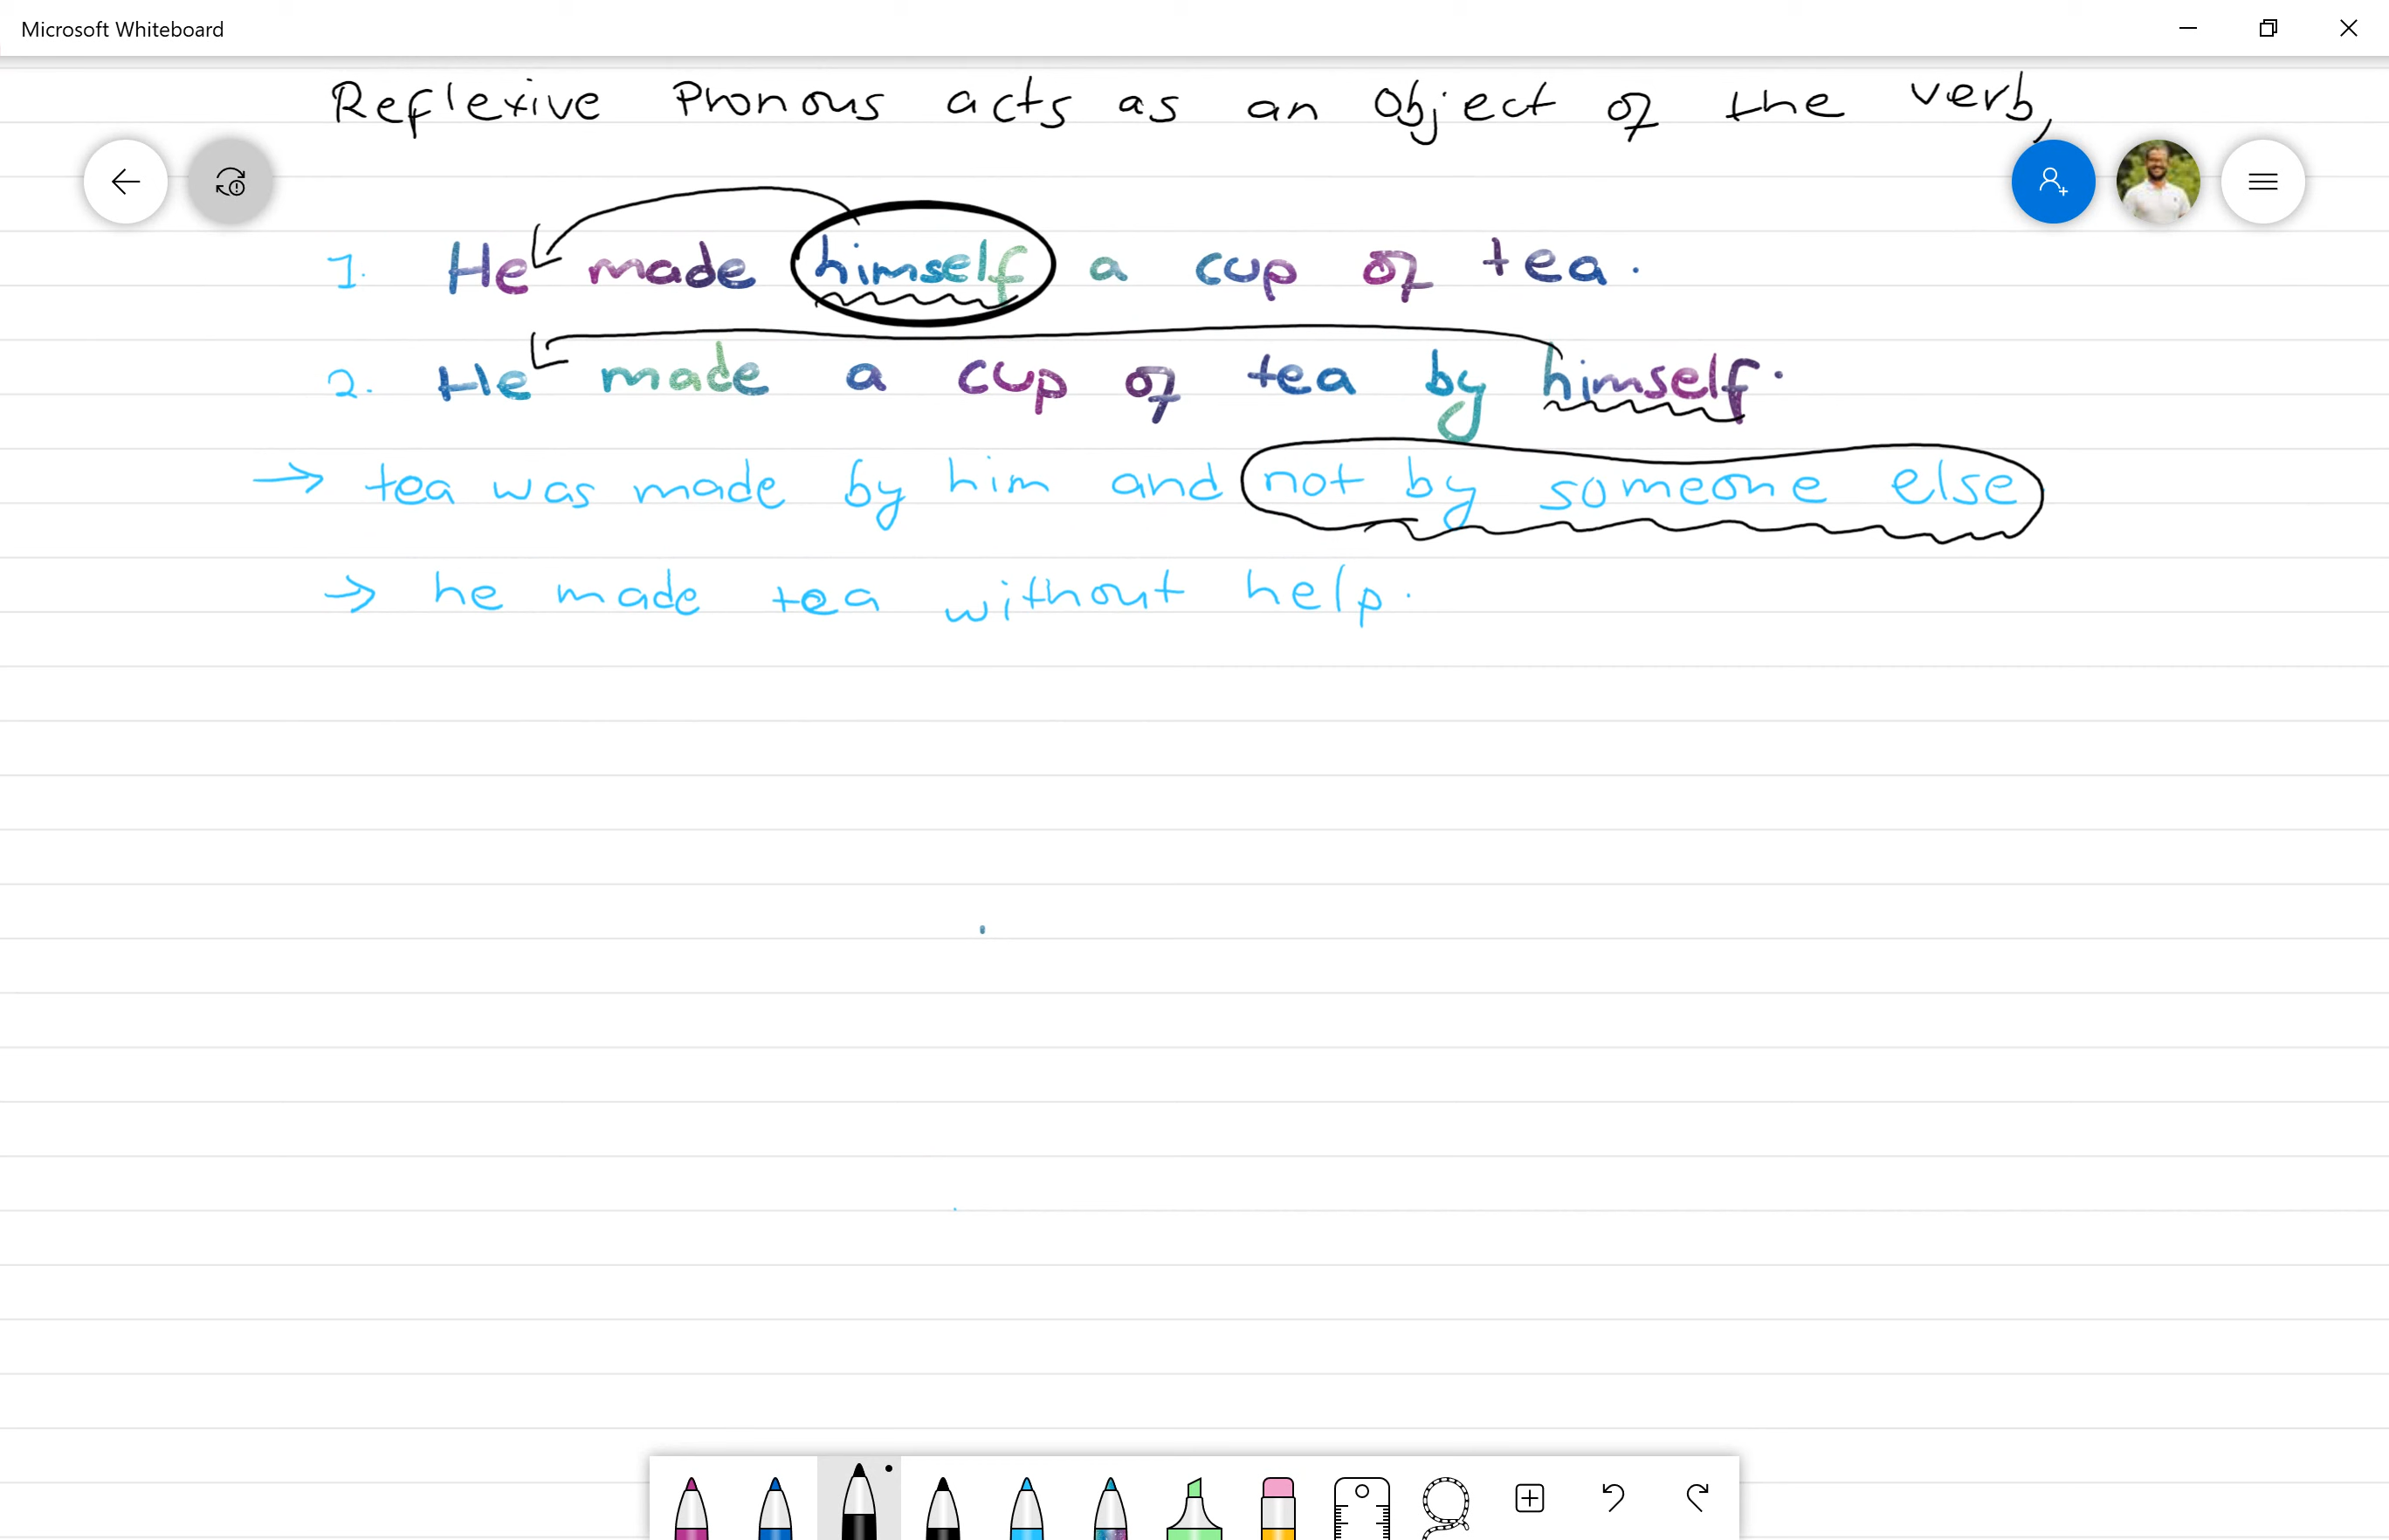 Microsoft Whiteboard
Reflexive Pronous acts as an object of the verb,
1. He made himself a cup of tea.
2. He made a cup of tea by himself.
→ tea was made by him and not by someone else
→ he made tea without help.